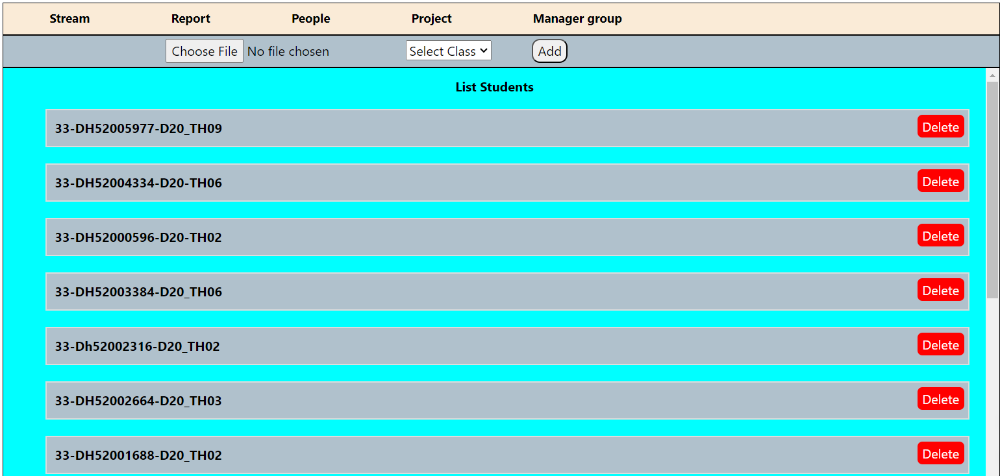 Stream Report People Project Manager group
Choose File No file chosen Select Class Add
List Students
33-DH52005977-D20_TH09 Delete
33-DH52004334-D20-TH06 Delete
33-DH52000596-D20-TH02 Delete
33-DH52003384-D20_TH06 Delete
33-Dh52002316-D20_TH02 Delete
33-DH52002664-D20_TH03 Delete
33-DH52001688-D20_TH02 Delete